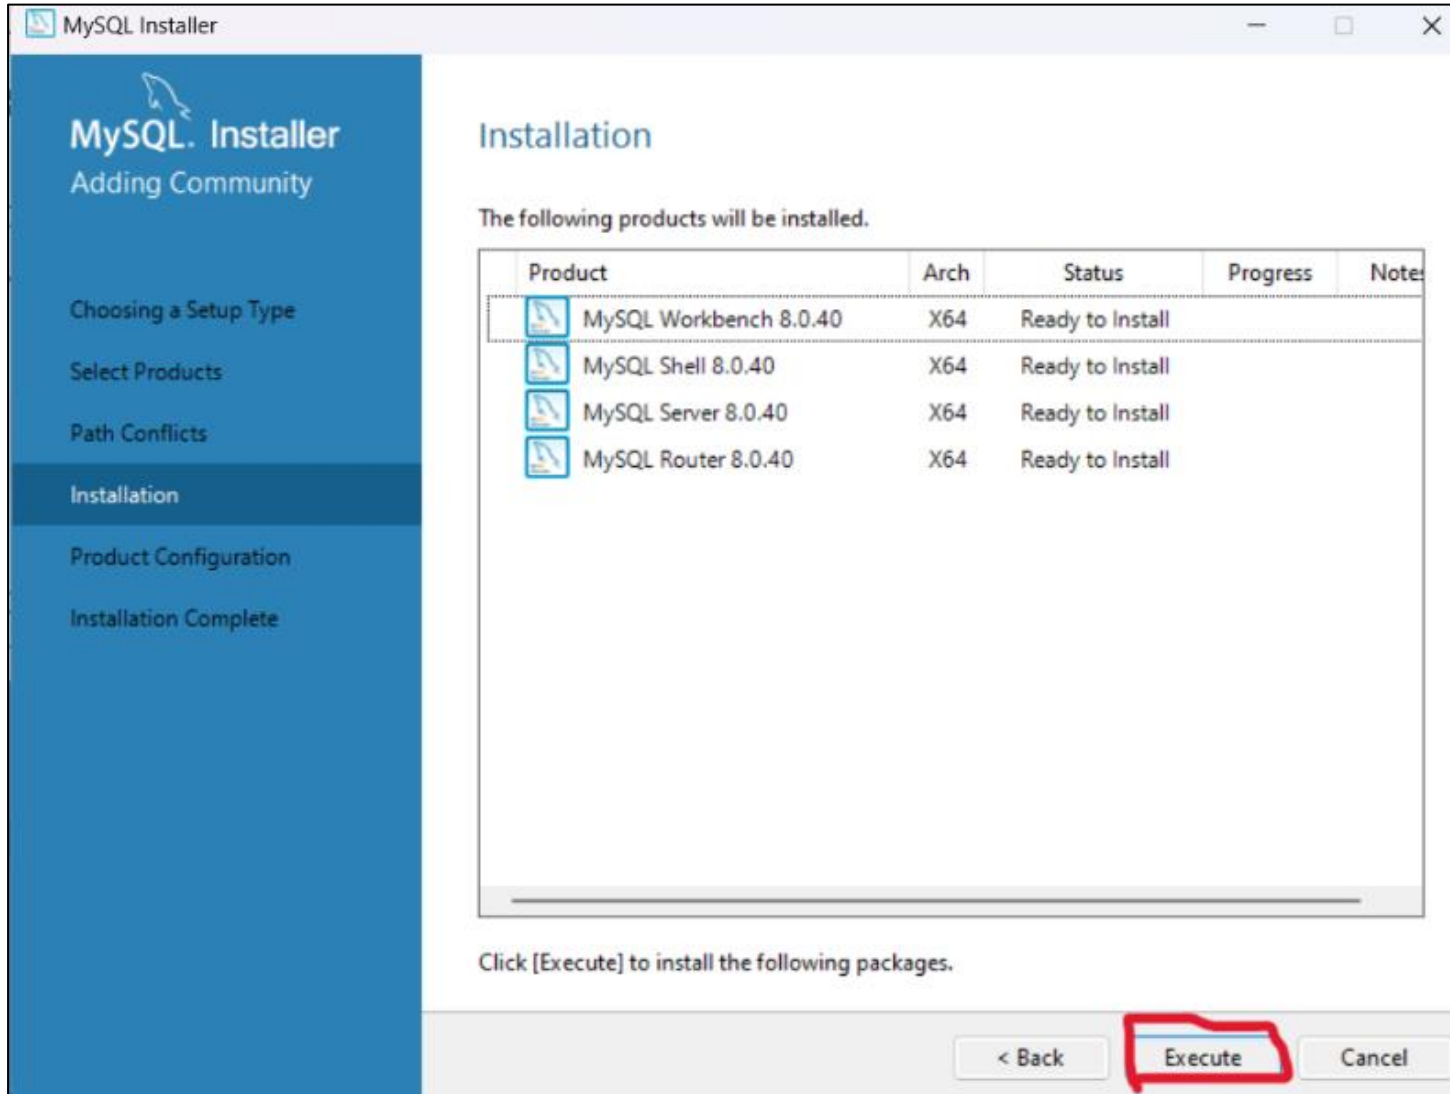 MySQL Installer
MySQL. Installer
Adding Community
Choosing a Setup Type
Select Products
Path Conflicts
Installation
Product Configuration
Installation Complete
Installation
The following products will be installed.
Product Arch Status Progress Notes
MySQL Workbench 8.0.40 X64 Ready to Install
MySQL Shell 8.0.40 X64 Ready to Install
MySQL Server 8.0.40 X64 Ready to Install
MySQL Router 8.0.40 X64 Ready to Install
Click [Execute] to install the following packages.
< Back Execute Cancel